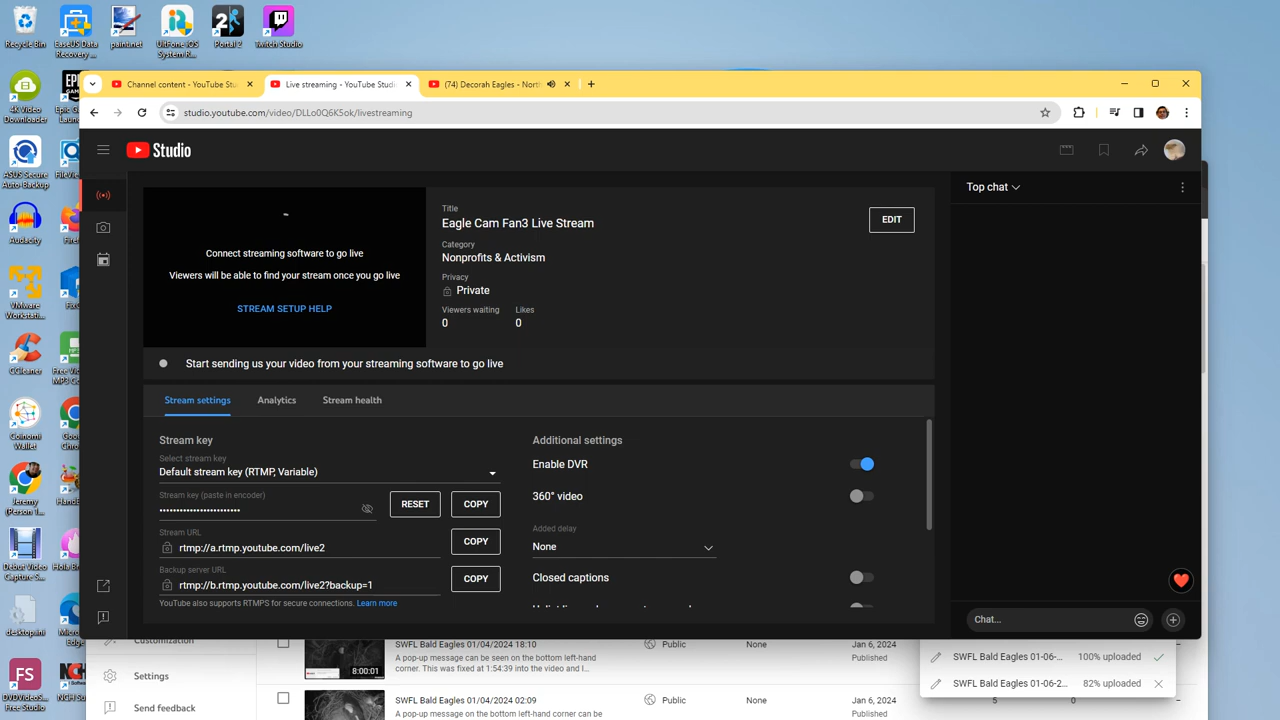 Recycle Bin
EaseUS Data
Recovery ...
paint.net
UltFone iOS
System R...
Portal 2
Twitch Studio
Channel content - YouTube Stu
Live streaming - YouTube Studio
(74) Decorah Eagles - North
studio.youtube.com/video/DLLo0Q6K5ok/livestreaming
4K Video
Downloader
Epic
Studio
Top chat
Title
Eagle Cam Fan3 Live Stream
EDIT
Category
Nonprofits & Activism
Connect streaming software to go live
Viewers will be able to find your stream once you go live
STREAM SETUP HELP
Privacy
Private
Viewers waiting
Likes
0
0
ASUS Secure
Auto Backup
Audacity
VMware
Workstati...
Start sending us your video from your streaming software to go live
CCleaner
Stream settings
Analytics
Stream health
Stream key
Select stream key
Default stream key (RTMP, Variable)
Stream key (paste in encoder)
••••••••••••••••••••••••
RESET
COPY
Stream URL
rtmp://a.rtmp.youtube.com/live2
COPY
Backup server URL
rtmp://b.rtmp.youtube.com/live2?backup=1
COPY
YouTube also supports RTMPS for secure connections. Learn more
Additional settings
Enable DVR
360° video
Added delay
None
Closed captions
Coinomi
Wallet
Jeremy
(Person 1...
Debut Video
Capture S...
desktop.ini
DVDVideoS...
Free Studio
Chat...
Customization
Settings
Send feedback
8:00:01
SWFL Bald Eagles 01/04/2024 18:10
A pop-up message can be seen on the bottom left-hand
corner. This was fixed at 1:54:39 into the video and I...
Public
None
Jan 6, 2024
Published
SWFL Bald Eagles 01/04/2024 02:09
A pop-up message on the bottom left-hand corner can be
seen for
Public
None
Jan 6, 2024
Published
5
0
SWFL Bald Eagles 01-06-...
100% uploaded
SWFL Bald Eagles 01-06-2...
82% uploaded